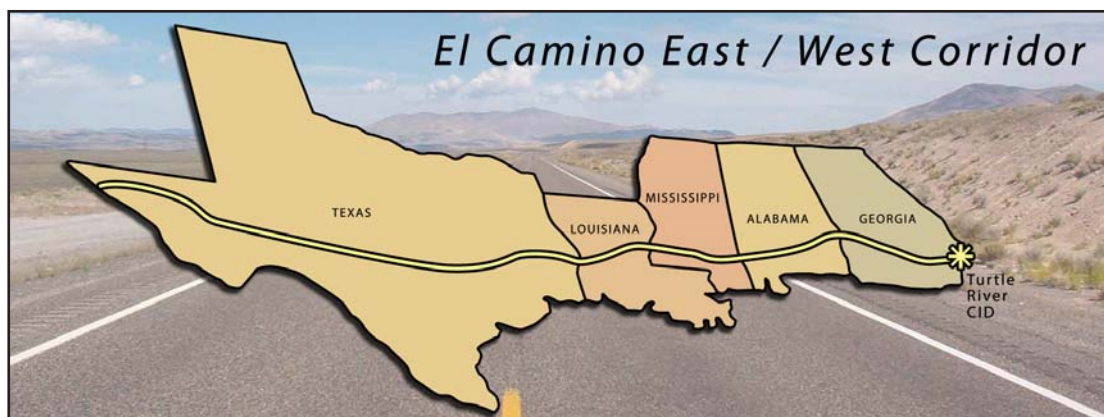 El Camino East / West Corridor
TEXAS
LOUISIANA
MISSISSIPPI
ALABAMA
GEORGIA
Turtle
River
CID